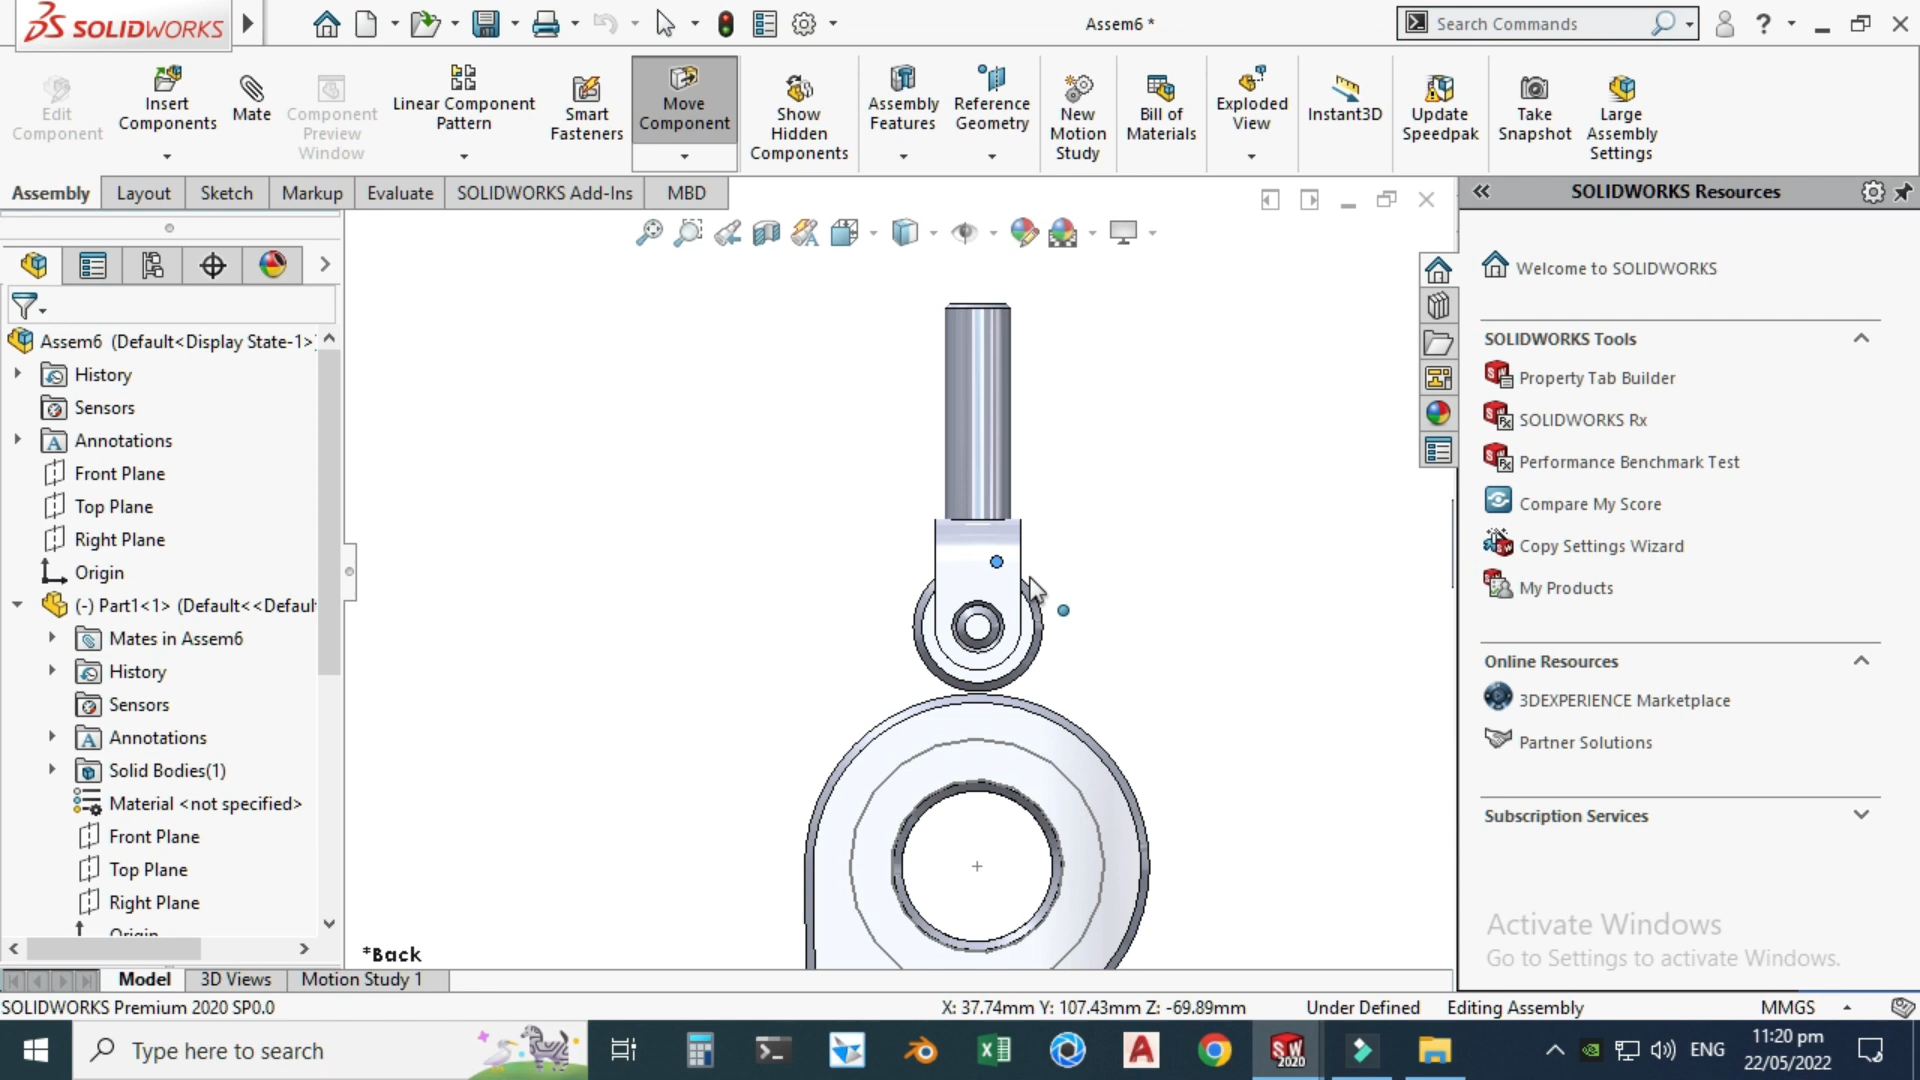 SOLIDWORKS
Assem6 *
Search Commands
Edit Component
Insert Components
Mate
Component Preview Window
Linear Component Pattern
Smart Fasteners
Move Component
Show Hidden Components
Assembly Features
Reference Geometry
New Motion Study
Bill of Materials
Exploded View
Instant3D
Update Speedpak
Take Snapshot
Large Assembly Settings
Assembly
Layout
Sketch
Markup
Evaluate
SOLIDWORKS Add-Ins
MBD
SOLIDWORKS Resources
Assem6 (Default<Display State-1>
History
Sensors
Annotations
Front Plane
Top Plane
Right Plane
Origin
(-) Part1<1> (Default<<Defaul
Mates in Assem6
History
Sensors
Annotations
Solid Bodies(1)
Material <not specified>
Front Plane
Top Plane
Right Plane
Origin
*Back
Welcome to SOLIDWORKS
SOLIDWORKS Tools
Property Tab Builder
SOLIDWORKS Rx
Performance Benchmark Test
Compare My Score
Copy Settings Wizard
My Products
Online Resources
3DEXPERIENCE Marketplace
Partner Solutions
Subscription Services
Activate Windows
Go to Settings to activate Windows.
Model
3D Views
Motion Study 1
SOLIDWORKS Premium 2020 SP0.0
X: 37.74mm Y: 107.43mm Z: -69.89mm
Under Defined
Editing Assembly
MMGS
Type here to search
SW
2020
ENG
11:20 pm
22/05/2022